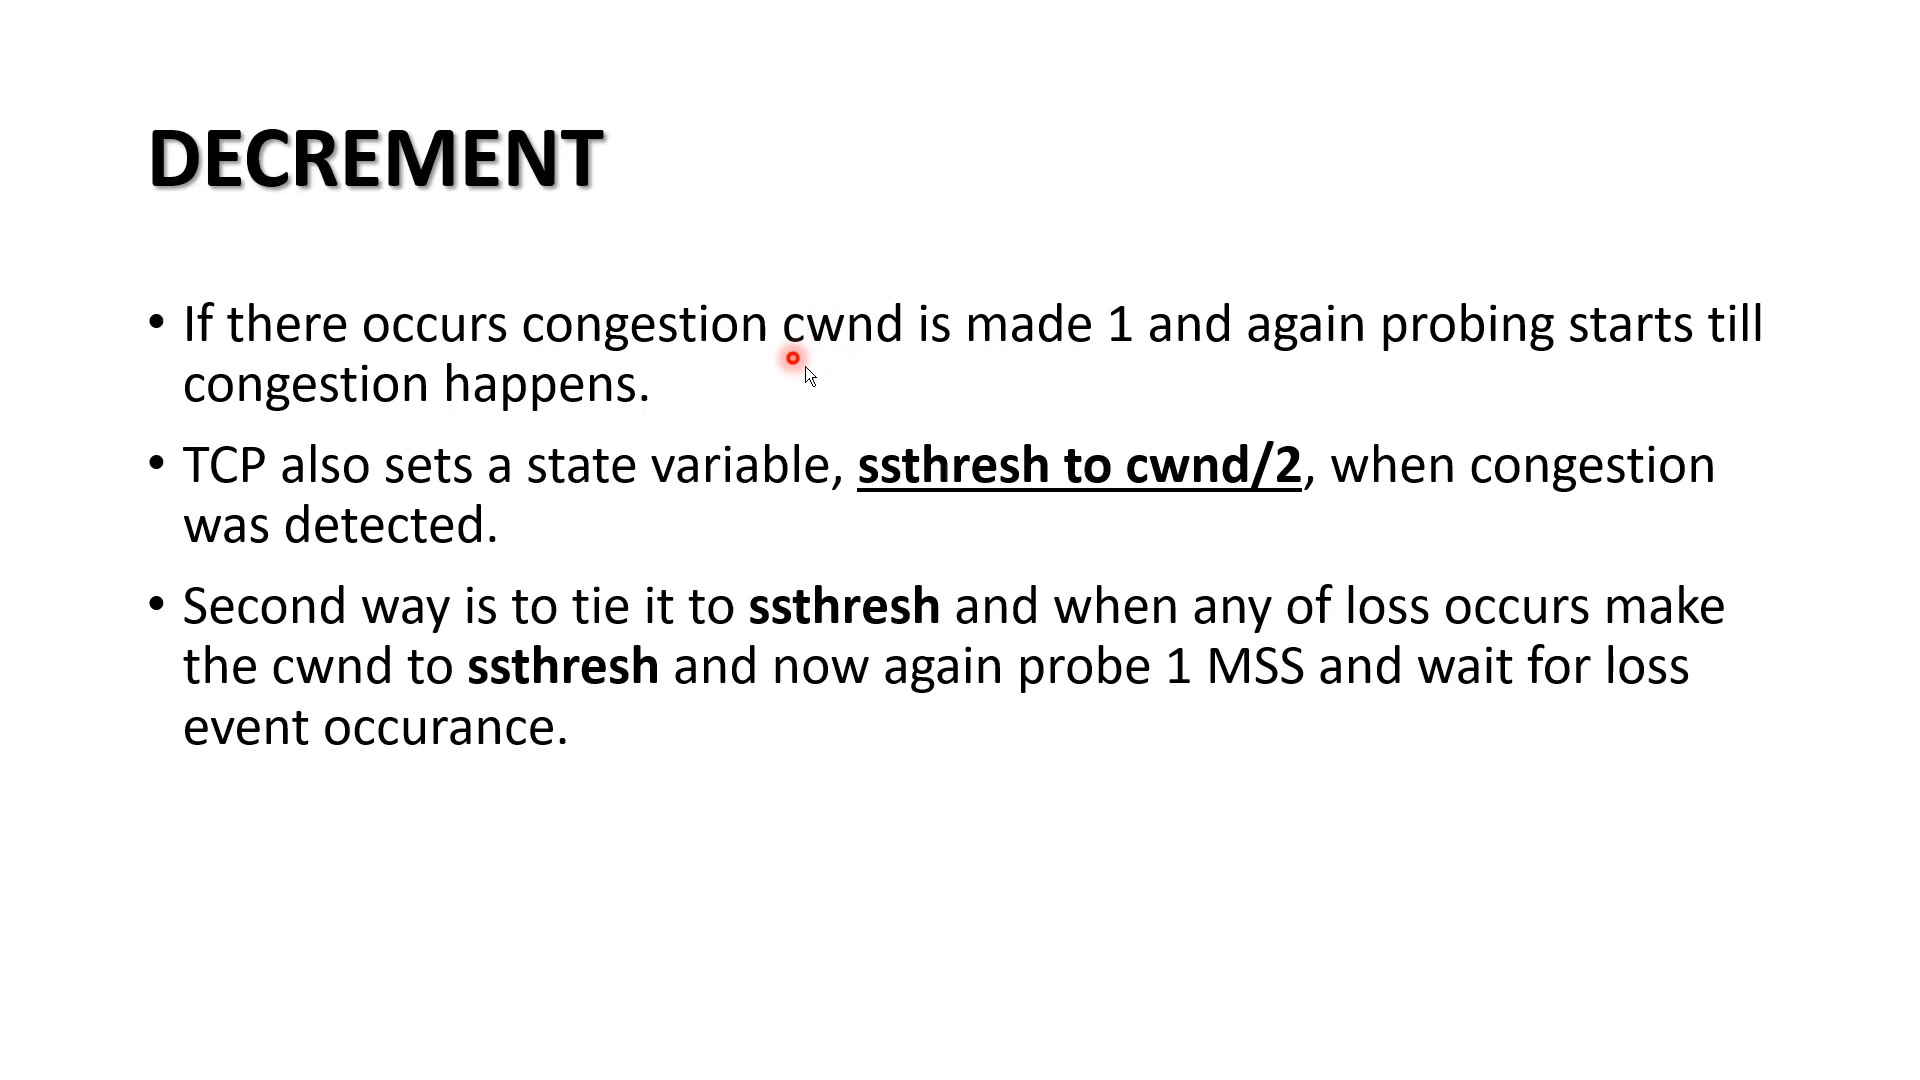 DECREMENT
• If there occurs congestion cwnd is made 1 and again probing starts till
congestion happens.
• TCP also sets a state variable, ssthresh to cwnd/2, when congestion
was detected.
• Second way is to tie it to ssthresh and when any of loss occurs make
the cwnd to ssthresh and now again probe 1 MSS and wait for loss
event occurance.